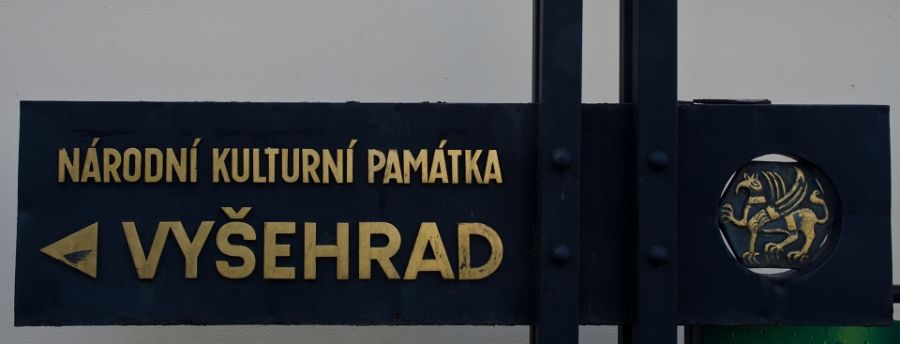 NÁRODNÍ KULTURNÍ PAMÁTKA
VYŠEHRAD